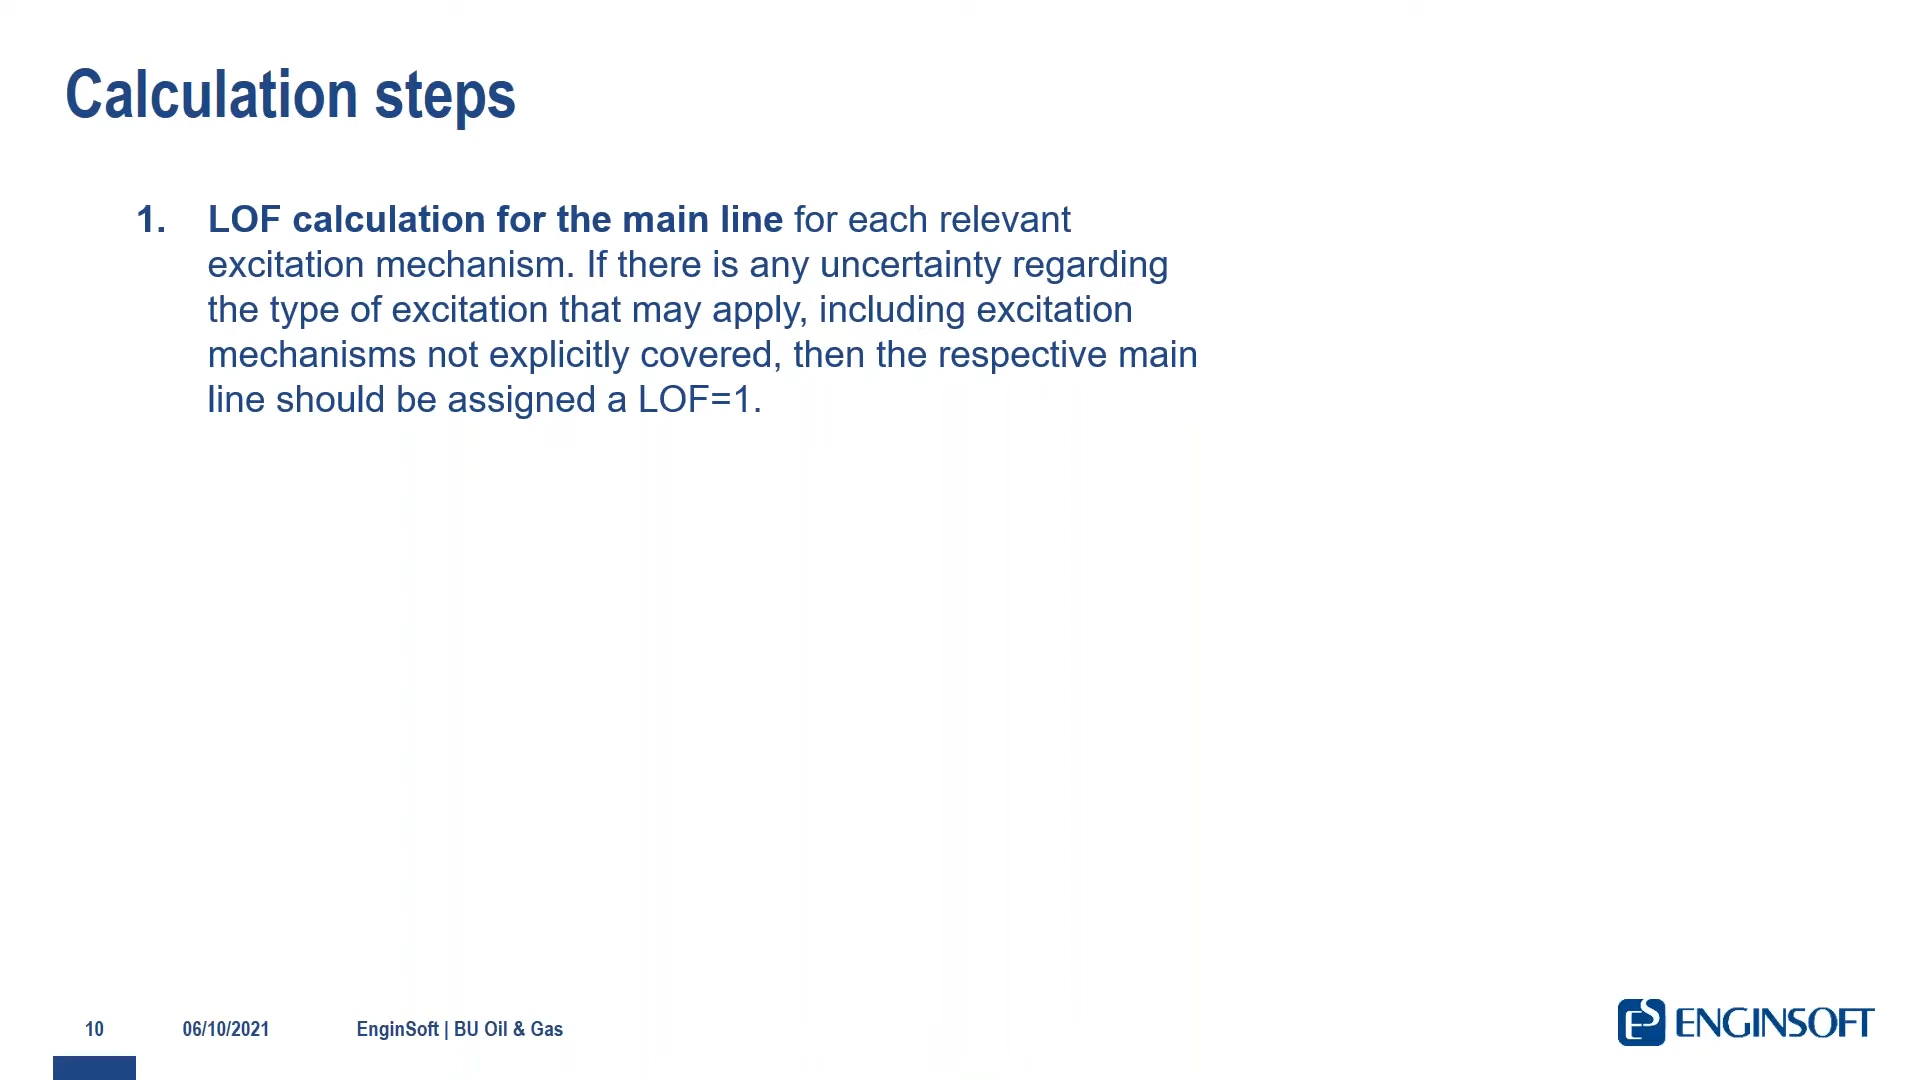 Calculation steps
1. LOF calculation for the main line for each relevant
excitation mechanism. If there is any uncertainty regarding
the type of excitation that may apply, including excitation
mechanisms not explicitly covered, then the respective main
line should be assigned a LOF=1.
10 06/10/2021 EnginSoft | BU Oil & Gas
ES ENGINSOFT